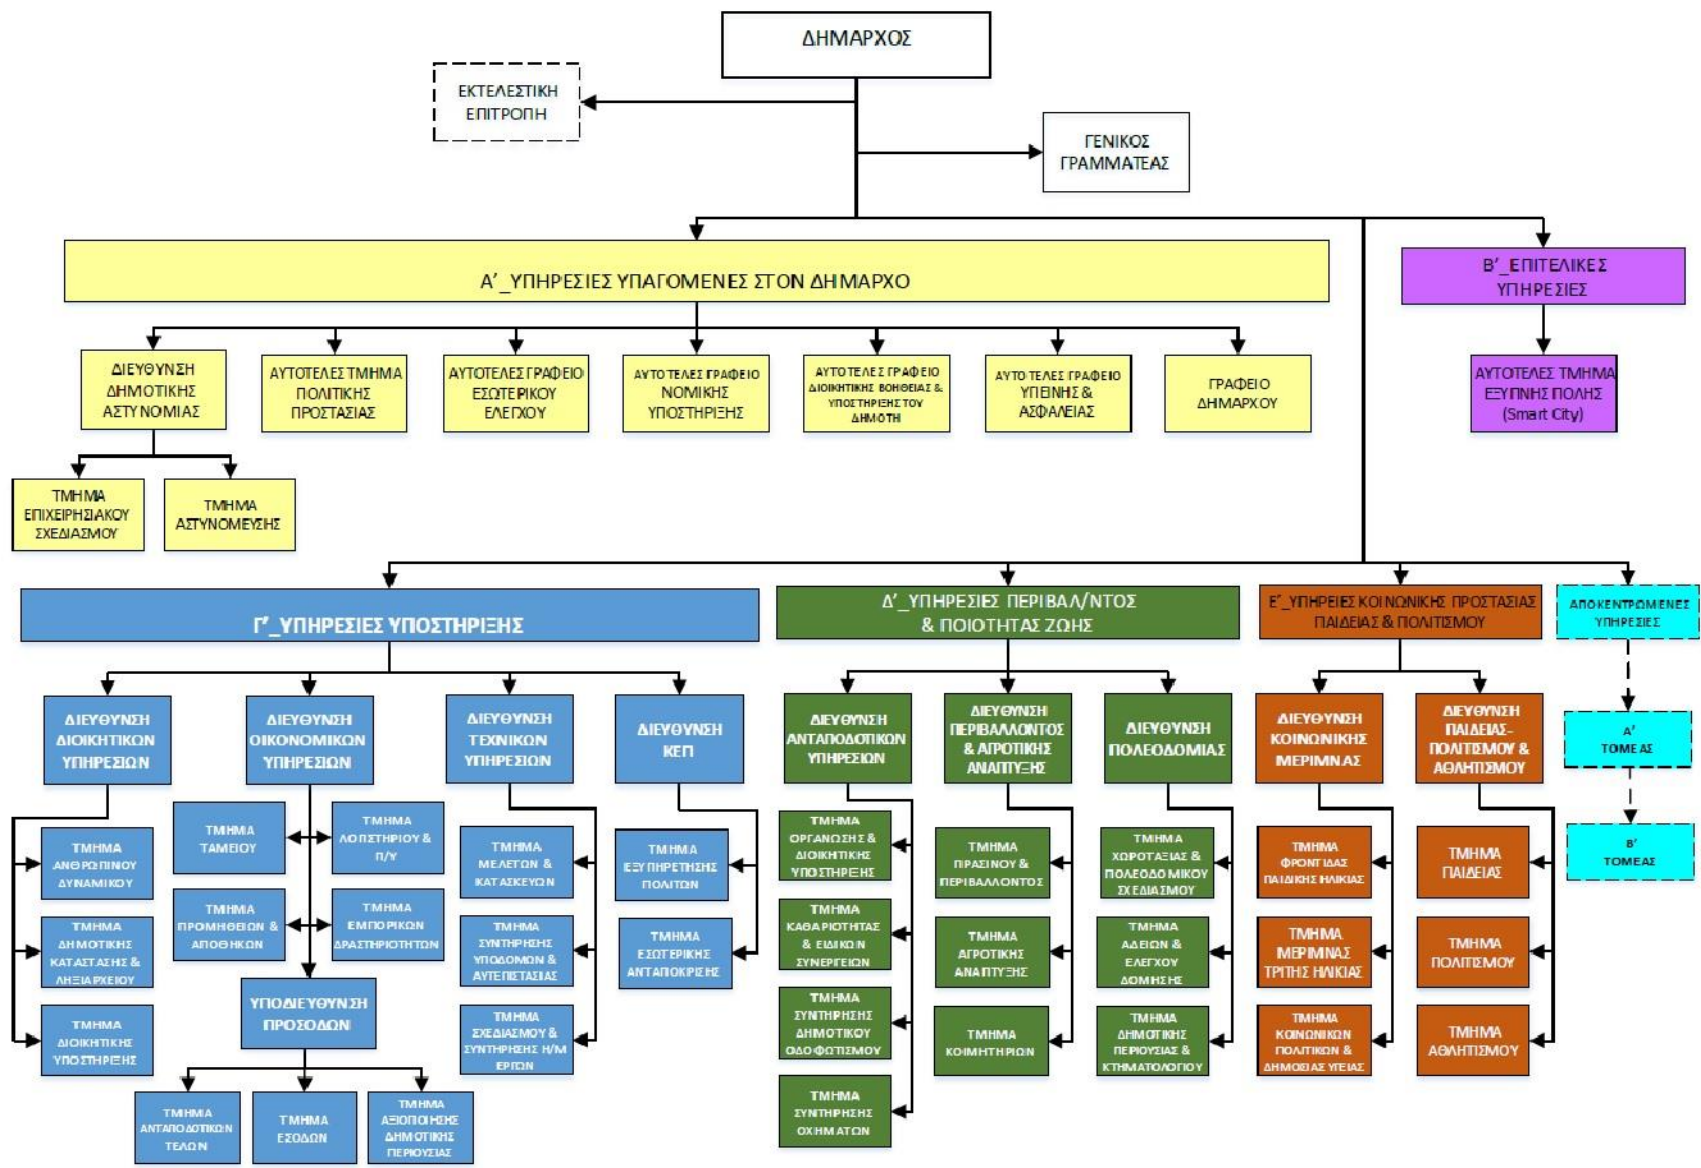 ΔΗΜΑΡΧΟΣ
ΕΚΤΕΛΕΣΤΙΚΗ
ΕΠΙΤΡΟΠΗ
ΓΕΝΙΚΟΣ
ΓΡΑΜΜΑΤΕΑΣ
Α’_ΥΠΗΡΕΣΙΕΣ ΥΠΑΓΟΜΕΝΕΣ ΣΤΟΝ ΔΗΜΑΡΧΟ
Β’_ΕΠΙΤΕΛΙΚΕΣ
ΥΠΗΡΕΣΙΕΣ
ΔΙΕΥΘΥΝΣΗ
ΔΗΜΟΤΙΚΗΣ
ΑΣΤΥΝΟΜΙΑΣ
ΑΥΤΟΤΕΛΕΣ ΤΜΗΜΑ
ΠΟΛΙΤΙΚΗΣ
ΠΡΟΣΤΑΣΙΑΣ
ΑΥΤΟΤΕΛΕΣ ΓΡΑΦΕΙΟ
ΕΣΩΤΕΡΙΚΟΥ
ΕΛΕΓΧΟΥ
ΑΥΤΟΤΕΛΕΣ ΓΡΑΦΕΙΟ
ΝΟΜΙΚΗΣ
ΥΠΟΣΤΗΡΙΞΗΣ
ΑΥΤΟΤΕΛΕΣ ΓΡΑΦΕΙΟ
ΔΙΟΙΚΗΤΙΚΗΣ ΒΟΗΘΕΙΑΣ &
ΥΠΟΣΤΗΡΙΞΗΣ ΤΟΥ
ΔΗΜΟΤΗ
ΑΥΤΟΤΕΛΕΣ ΓΡΑΦΕΙΟ
ΥΓΕΙΝΗΣ &
ΑΣΦΑΛΕΙΑΣ
ΓΡΑΦΕΙΟ
ΔΗΜΑΡΧΟΥ
ΑΥΤΟΤΕΛΕΣ ΤΜΗΜΑ
ΕΞΥΠΝΗΣ ΠΟΛΗΣ
(Smart City)
ΤΜΗΜΑ
ΕΠΙΧΕΙΡΗΣΙΑΚΟΥ
ΣΧΕΔΙΑΣΜΟΥ
ΤΜΗΜΑ
ΑΣΤΥΝΟΜΕΥΣΗΣ
Γ’_ΥΠΗΡΕΣΙΕΣ ΥΠΟΣΤΗΡΙΞΗΣ
Δ’_ΥΠΗΡΕΣΙΕΣ ΠΕΡΙΒΑΛ/ΝΤΟΣ
& ΠΟΙΟΤΗΤΑΣ ΖΩΗΣ
Ε’_ΥΠΗΡΕΙΕΣ ΚΟΙΝΩΝΙΚΗΣ ΠΡΟΣΤΑΣΙΑΣ
ΠΑΙΔΕΙΑΣ & ΠΟΛΙΤΙΣΜΟΥ
ΑΠΟΚΕΝΤΡΩΜΕΝΕΣ
ΥΠΗΡΕΣΙΕΣ
ΔΙΕΥΘΥΝΣΗ
ΔΙΟΙΚΗΤΙΚΩΝ
ΥΠΗΡΕΣΙΩΝ
ΔΙΕΥΘΥΝΣΗ
ΟΙΚΟΝΟΜΙΚΩΝ
ΥΠΗΡΕΣΙΩΝ
ΔΙΕΥΘΥΝΣΗ
ΤΕΧΝΙΚΩΝ
ΥΠΗΡΕΣΙΩΝ
ΔΙΕΥΘΥΝΣΗ
ΚΕΠ
ΔΙΕΥΘΥΝΣΗ
ΑΝΤΑΠΟΔΟΤΙΚΩΝ
ΥΠΗΡΕΣΙΩΝ
ΔΙΕΥΘΥΝΣΗ
ΠΕΡΙΒΑΛΛΟΝΤΟΣ
& ΑΓΡΟΤΙΚΗΣ
ΑΝΑΠΤΥΞΗΣ
ΔΙΕΥΘΥΝΣΗ
ΠΟΛΕΟΔΟΜΙΑΣ
ΔΙΕΥΘΥΝΣΗ
ΚΟΙΝΩΝΙΚΗΣ
ΜΕΡΙΜΝΑΣ
ΔΙΕΥΘΥΝΣΗ
ΠΑΙΔΕΙΑΣ-
ΠΟΛΙΤΙΣΜΟΥ &
ΑΘΛΗΤΙΣΜΟΥ
Α’
ΤΟΜΕΑΣ
ΤΜΗΜΑ
ΑΝΘΡΩΠΙΝΟΥ
ΔΥΝΑΜΙΚΟΥ
ΤΜΗΜΑ
ΤΑΜΕΙΟΥ
ΤΜΗΜΑ
ΛΟΓΙΣΤΗΡΙΟΥ &
Π/Υ
ΤΜΗΜΑ
ΜΕΛΕΤΩΝ &
ΚΑΤΑΣΚΕΥΩΝ
ΤΜΗΜΑ
ΕΞΥΠΗΡΕΤΗΣΗΣ
ΠΟΛΙΤΩΝ
ΤΜΗΜΑ
ΟΡΓΑΝΩΣΗΣ &
ΔΙΟΙΚΗΤΙΚΗΣ
ΥΠΟΣΤΗΡΙΞΗΣ
ΤΜΗΜΑ
ΠΡΑΣΙΝΟΥ &
ΠΕΡΙΒΑΛΛΟΝΤΟΣ
ΤΜΗΜΑ
ΧΩΡΟΤΑΞΙΑΣ &
ΠΟΛΕΟΔΟΜΙΚΟΥ
ΣΧΕΔΙΑΣΜΟΥ
ΤΜΗΜΑ
ΦΡΟΝΤΙΔΑΣ
ΠΑΙΔΙΚΗΣ ΗΛΙΚΙΑΣ
ΤΜΗΜΑ
ΠΑΙΔΕΙΑΣ
Β’
ΤΟΜΕΑΣ
ΤΜΗΜΑ
ΔΗΜΟΤΙΚΗΣ
ΚΑΤΑΣΤΑΣΗΣ &
ΛΗΞΙΑΡΧΕΙΟΥ
ΤΜΗΜΑ
ΠΡΟΜΗΘΕΙΩΝ &
ΑΠΟΘΗΚΩΝ
ΤΜΗΜΑ
ΕΜΠΟΡΙΚΩΝ
ΔΡΑΣΤΗΡΙΟΤΗΤΩΝ
ΤΜΗΜΑ
ΣΥΝΤΗΡΗΣΗΣ
ΥΠΟΔΟΜΩΝ &
ΑΥΤΕΠΙΣΤΑΣΙΑΣ
ΤΜΗΜΑ
ΕΣΩΤΕΡΙΚΗΣ
ΑΝΤΑΠΟΚΡΙΣΗΣ
ΤΜΗΜΑ
ΚΑΘΑΡΙΟΤΗΤΑΣ
& ΕΙΔΙΚΩΝ
ΣΥΝΕΡΓΕΙΩΝ
ΤΜΗΜΑ
ΑΓΡΟΤΙΚΗΣ
ΑΝΑΠΤΥΞΗΣ
ΤΜΗΜΑ
ΑΔΕΙΩΝ &
ΕΛΕΓΧΟΥ
ΔΟΜΗΣΗΣ
ΤΜΗΜΑ
ΜΕΡΙΜΝΑΣ
ΤΡΙΤΗΣ ΗΛΙΚΙΑΣ
ΤΜΗΜΑ
ΠΟΛΙΤΙΣΜΟΥ
ΤΜΗΜΑ
ΔΙΟΙΚΗΤΙΚΗΣ
ΥΠΟΣΤΗΡΙΞΗΣ
ΥΠΟΔΙΕΥΘΥΝΣΗ
ΠΡΟΣΟΔΩΝ
ΤΜΗΜΑ
ΣΧΕΔΙΑΣΜΟΥ &
ΣΥΝΤΗΡΗΣΗΣ Η/Μ
ΕΡΓΩΝ
ΤΜΗΜΑ
ΣΥΝΤΗΡΗΣΗΣ
ΔΗΜΟΤΙΚΟΥ
ΟΔΟΦΩΤΙΣΜΟΥ
ΤΜΗΜΑ
ΚΟΙΜΗΤΗΡΙΩΝ
ΤΜΗΜΑ
ΔΗΜΟΤΙΚΗΣ
ΠΕΡΙΟΥΣΙΑΣ &
ΚΤΗΜΑΤΟΛΟΓΙΟΥ
ΤΜΗΜΑ
ΚΟΙΝΩΝΙΚΩΝ
ΠΟΛΙΤΙΚΩΝ &
ΔΗΜΟΣΙΑΣ ΥΓΕΙΑΣ
ΤΜΗΜΑ
ΑΘΛΗΤΙΣΜΟΥ
ΤΜΗΜΑ
ΑΝΤΑΠΟΔΟΤΙΚΩΝ
ΤΕΛΩΝ
ΤΜΗΜΑ
ΕΣΟΔΩΝ
ΤΜΗΜΑ
ΑΞΙΟΠΟΙΗΣΗΣ
ΔΗΜΟΤΙΚΗΣ
ΠΕΡΙΟΥΣΙΑΣ
ΤΜΗΜΑ
ΣΥΝΤΗΡΗΣΗΣ
ΟΧΗΜΑΤΩΝ